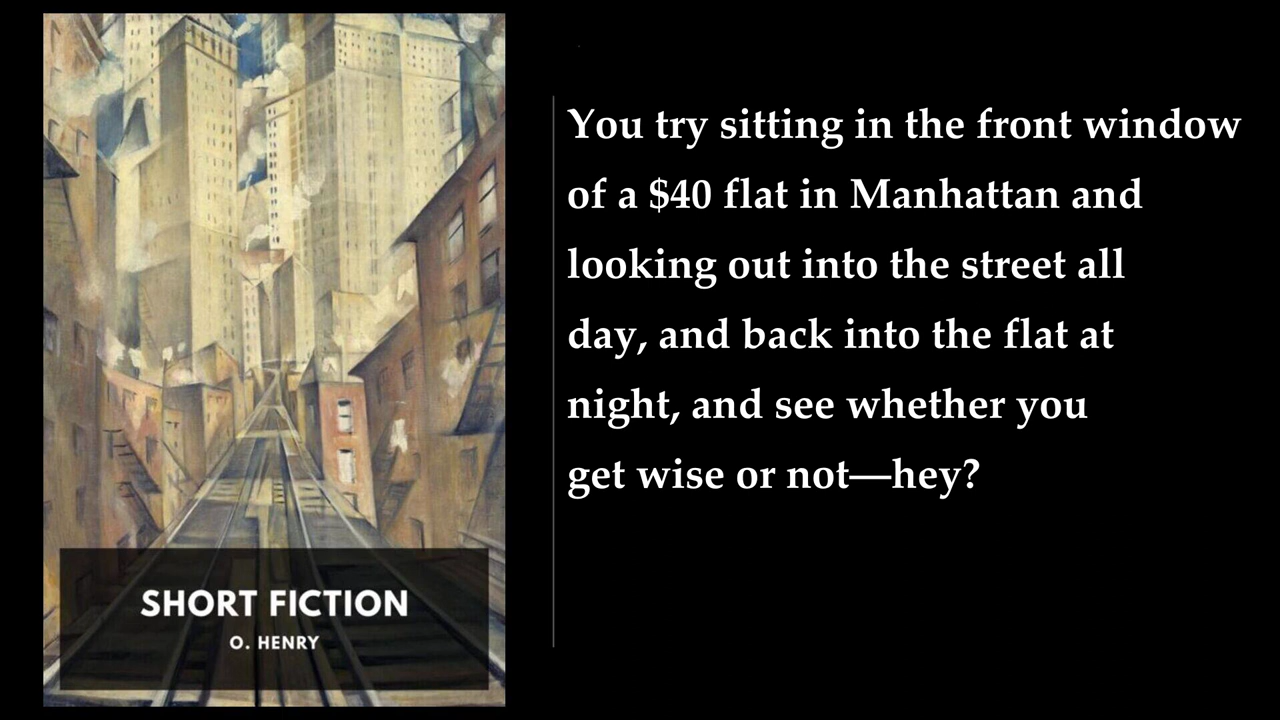 You try sitting in the front window
of a $40 flat in Manhattan and
looking out into the street all
day, and back into the flat at
night, and see whether you
get wise or not—hey?
SHORT FICTION
O. HENRY